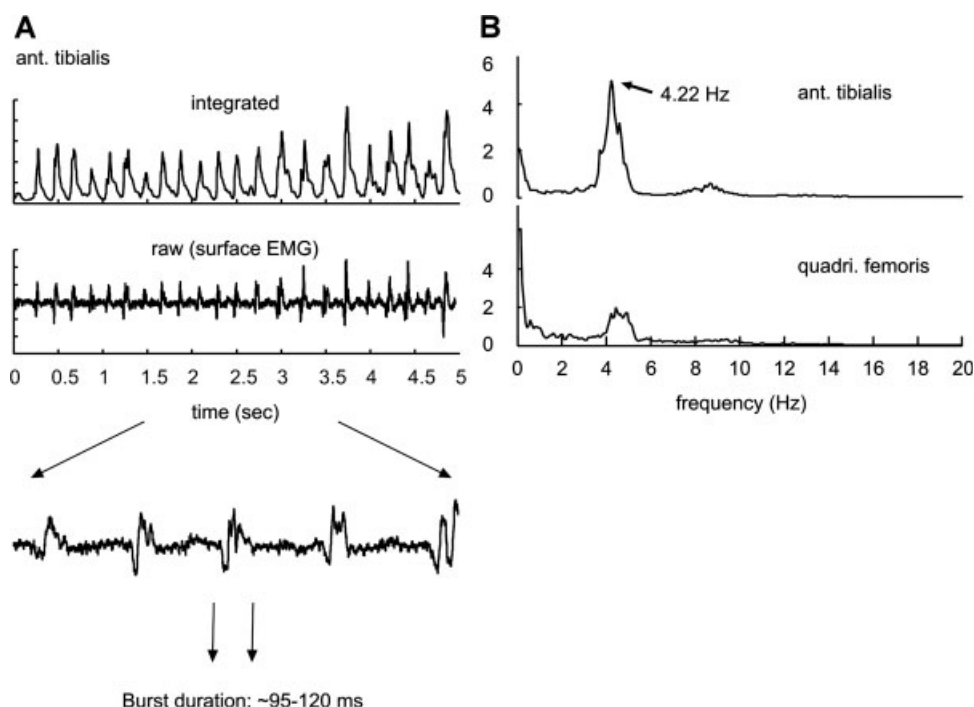 A
ant. tibialis
integrated
raw (surface EMG)
0 0.5 1 1.5 2 2.5 3 3.5 4 4.5 5
time (sec)
Burst duration: ~95-120 ms
B
6
4
2
0
4.22 Hz
ant. tibialis
4
2
0
quadri. femoris
0 2 4 6 8 10 12 14 16 18 20
frequency (Hz)